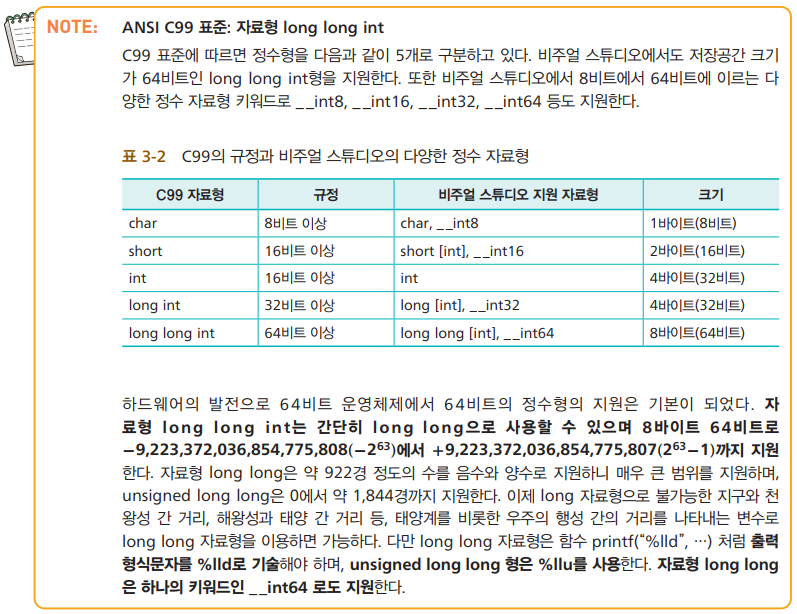 NOTE: ANSI C99 표준: 자료형 long long int
C99 표준에 따르면 정수형을 다음과 같이 5개로 구분하고 있다. 비주얼 스튜디오에서도 저장공간 크기
가 64비트인 long long int형을 지원한다. 또한 비주얼 스튜디오에서 8비트에서 64비트에 이르는 다
양한 정수 자료형 키워드로 __int8, __int16, __int32, __int64 등도 지원한다.
표 3-2 C99의 규정과 비주얼 스튜디오의 다양한 정수 자료형
C99 자료형 규정 비주얼 스튜디오 지원 자료형 크기
char 8비트 이상 char, __int8 1바이트(8비트)
short 16비트 이상 short [int], __int16 2바이트(16비트)
int 16비트 이상 int 4바이트(32비트)
long int 32비트 이상 long [int], __int32 4바이트(32비트)
long long int 64비트 이상 long long [int], __int64 8바이트(64비트)
하드웨어의 발전으로 64비트 운영체제에서 64비트의 정수형의 지원은 기본이 되었다. 자
료형 long long int는 간단히 long long으로 사용할 수 있으며 8바이트 64비트로
−9,223,372,036,854,775,808(−2⁶³)에서 +9,223,372,036,854,775,807(2⁶³−1)까지 지원
한다. 자료형 long long은 약 922경 정도의 수를 음수와 양수로 지원하니 매우 큰 범위를 지원하며,
unsigned long long은 0에서 약 1,844경까지 지원한다. 이제 long 자료형으로 불가능한 지구와 천
왕성 간 거리, 해왕성과 태양 간 거리 등, 태양계를 비롯한 우주의 행성 간의 거리를 나타내는 변수로
long long 자료형을 이용하면 가능하다. 다만 long long 자료형은 함수 printf(“%lld”, …) 처럼 출력
형식문자를 %lld로 기술해야 하며, unsigned long long 형은 %llu를 사용한다. 자료형 long long
은 하나의 키워드인 __int64 로도 지원한다.